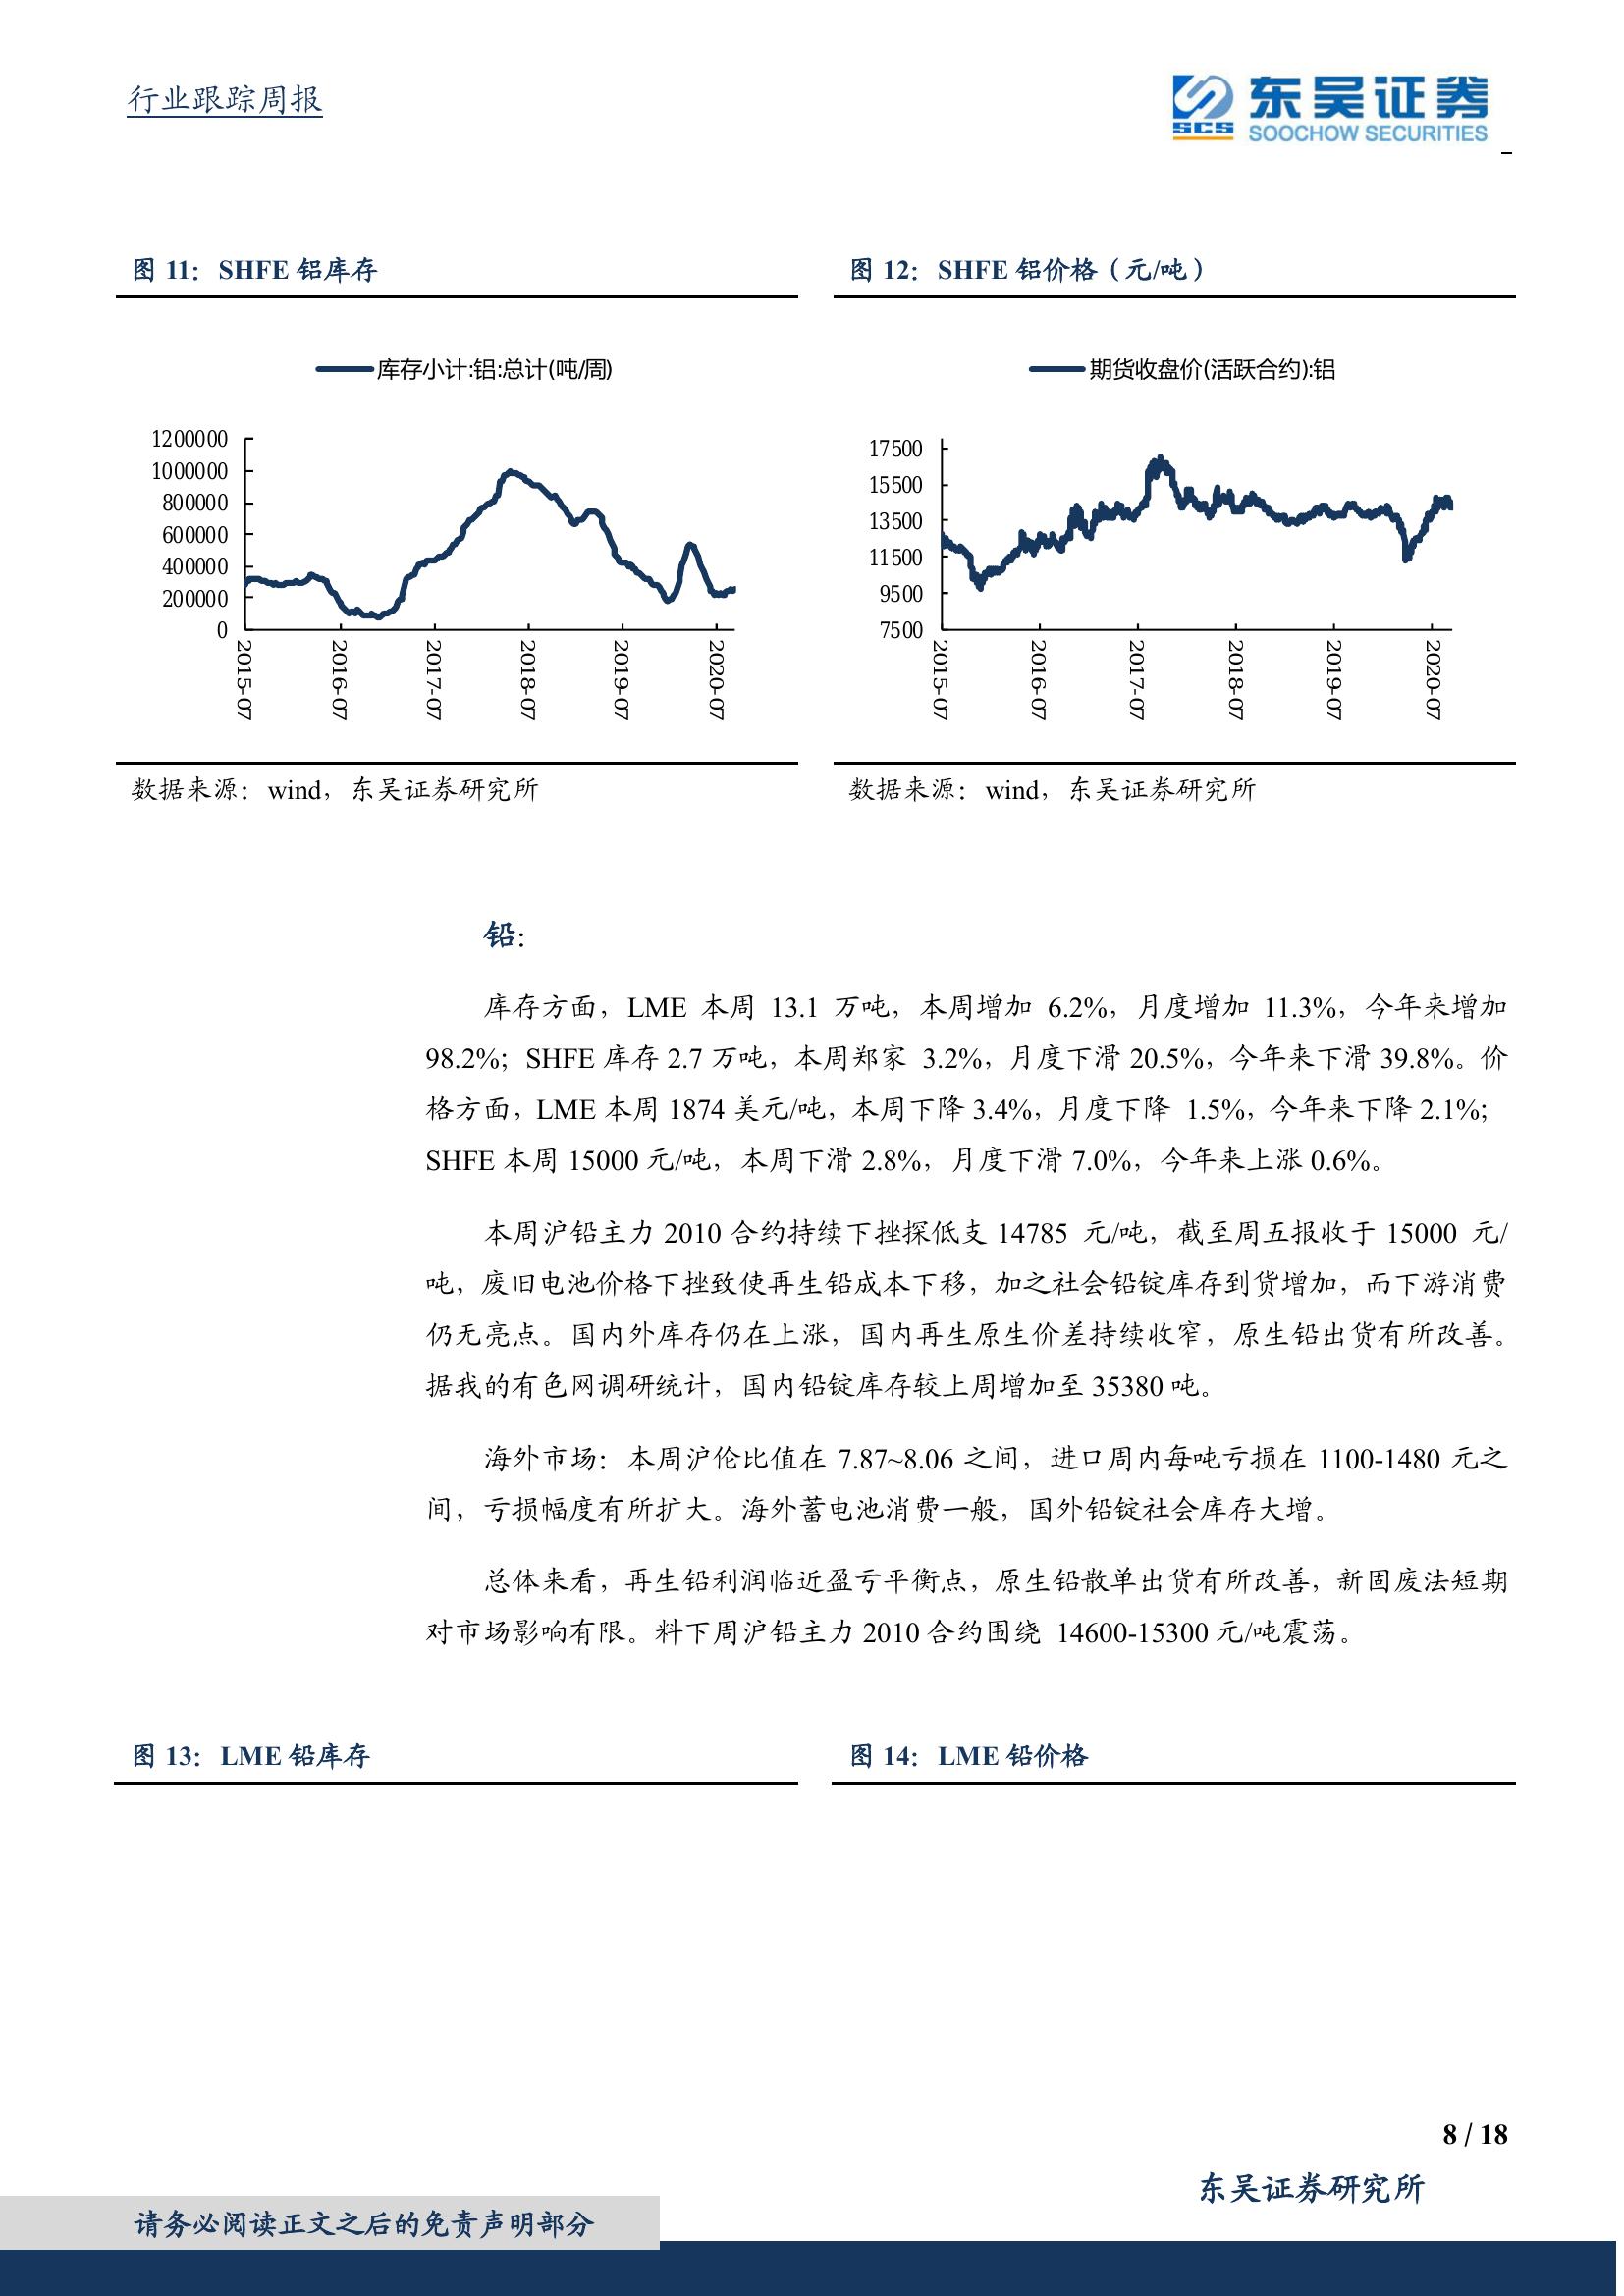 行业跟踪周报
SCS
东吴证券
SOOCHOW SECURITIES
图 11： SHFE 铝库存
库存小计:铝:总计(吨/周)
1200000
1000000
800000
600000
400000
200000
0
2015-07
2016-07
2017-07
2018-07
2019-07
2020-07
数据来源：wind，东吴证券研究所
图 12： SHFE 铝价格（元/吨）
期货收盘价(活跃合约):铝
17500
15500
13500
11500
9500
7500
2015-07
2016-07
2017-07
2018-07
2019-07
2020-07
数据来源：wind，东吴证券研究所
铅：
库存方面，LME 本周 13.1 万吨，本周增加 6.2%，月度增加 11.3%，今年来增加
98.2%；SHFE 库存 2.7 万吨，本周郑家 3.2%，月度下滑 20.5%，今年来下滑 39.8%。价
格方面，LME 本周 1874 美元/吨，本周下降 3.4%，月度下降 1.5%，今年来下降 2.1%；
SHFE 本周 15000 元/吨，本周下滑 2.8%，月度下滑 7.0%，今年来上涨 0.6%。
本周沪铅主力 2010 合约持续下挫探低支 14785 元/吨，截至周五报收于 15000 元/
吨，废旧电池价格下挫致使再生铅成本下移，加之社会铅锭库存到货增加，而下游消费
仍无亮点。国内外库存仍在上涨，国内再生原生价差持续收窄，原生铅出货有所改善。
据我的有色网调研统计，国内铅锭库存较上周增加至 35380 吨。
海外市场：本周沪伦比值在 7.87~8.06 之间，进口周内每吨亏损在 1100-1480 元之
间，亏损幅度有所扩大。海外蓄电池消费一般，国外铅锭社会库存大增。
总体来看，再生铅利润临近盈亏平衡点，原生铅散单出货有所改善，新固废法短期
对市场影响有限。料下周沪铅主力 2010 合约围绕 14600-15300 元/吨震荡。
图 13： LME 铅库存
图 14： LME 铅价格
8 / 18
东吴证券研究所
请务必阅读正文之后的免责声明部分